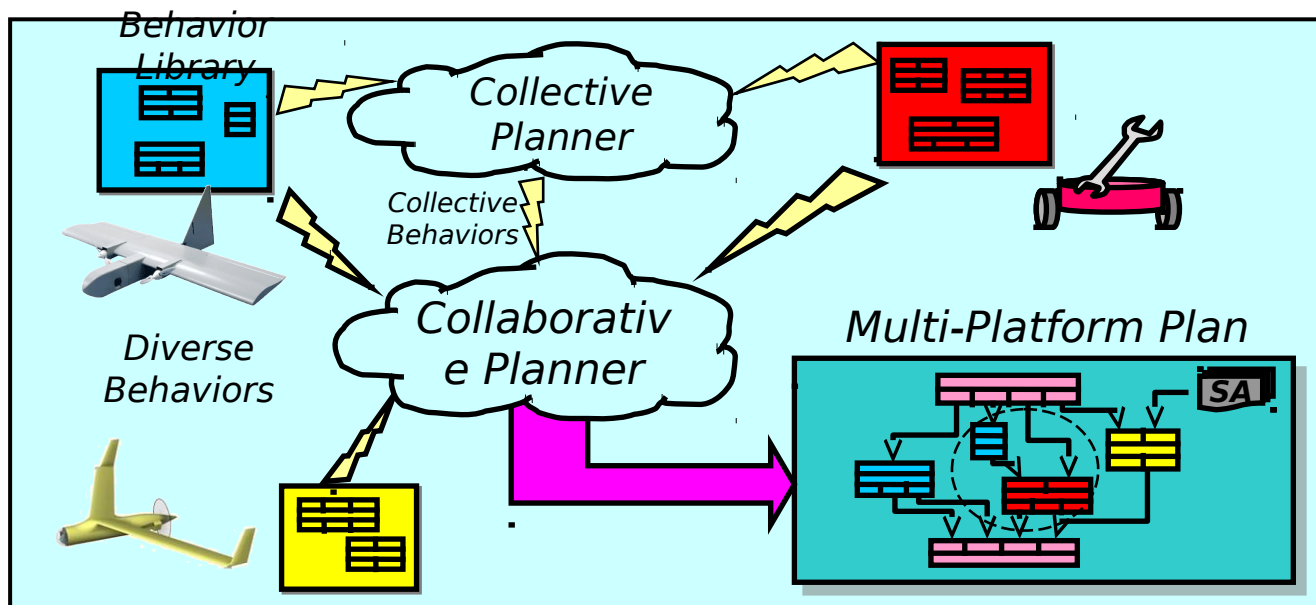 Behavior
Library
Collective
Planner
Collective
Behaviors
Collaborativ
e Planner
Diverse
Behaviors
Multi-Platform Plan
SA